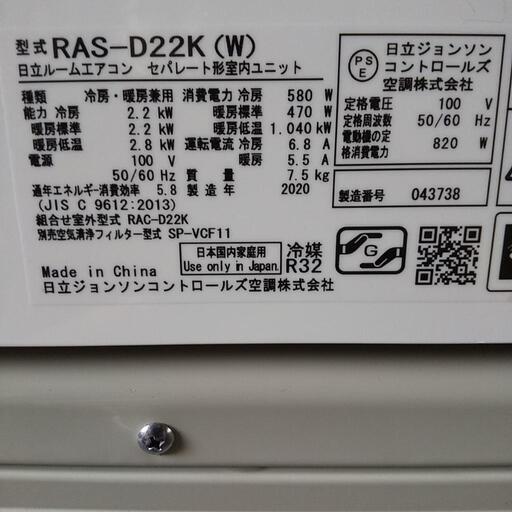 型式 RAS-D22K(W)
日立ルームエアコン セパレート形室内ユニット
種類 冷房・暖房兼用
能力 冷房 2.2 kW
暖房標準 2.2 kW
暖房低温 2.8 kW
電源 100 V
50/60 Hz
消費電力 冷房 580 W
暖房標準 470 W
暖房低温 1.040 kW
運転電流 冷房 6.8 A
暖房 5.5 A
質量 7.5 kg
通年エネルギー消費効率 5.8 製造年 2020
(JIS C 9612:2013)
組合せ室外型式 RAC-D22K
別売空気清浄フィルター型式 SP-VCF11
Made in China
日本国内家庭用
Use only in Japan.
冷媒
R32
日立ジョンソンコントロールズ空調株式会社
PSE
日立ジョンソン
コントロールズ
空調株式会社
定格電圧 100 V
定格周波数 50/60 Hz
電動機の定
格消費電力 820 W
製造番号 043738
G